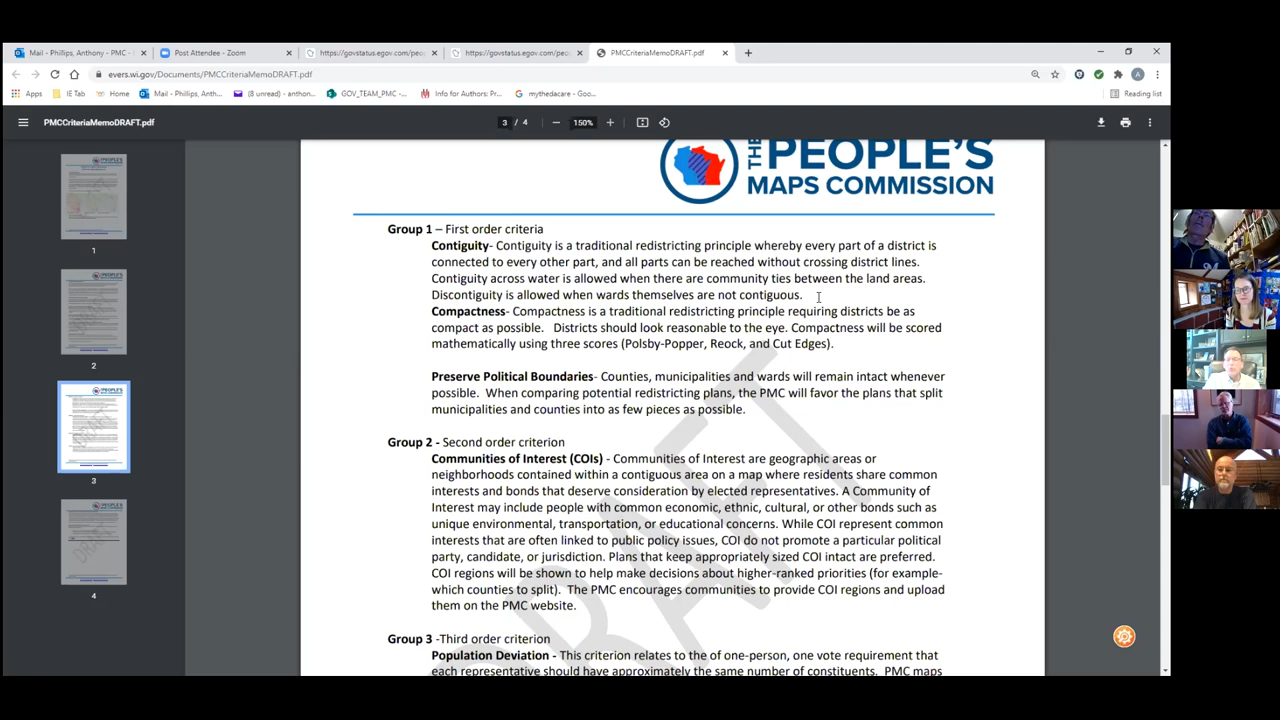 Mail - Phillips, Anthony - PMC -
Post Attendee - Zoom
https://govstatus.egov.com/peo
https://govstatus.egov.com/pe
PMCCriteriaMemoDRAFT.pdf
evers.wi.gov/Documents/PMCCriteriaMemoDRAFT.pdf
A
Apps
IE Tab
Home
Mail - Phillips, Anth...
(8 unread) - anthon...
GOV_TEAM_PMC -...
Info for Authors: Pr...
mythedacare - Goo...
Reading list
PMCCriteriaMemoDRAFT.pdf
3 / 4
150%
1
2
3
4
THE PEOPLE'S
MAPS COMMISSION
Group 1 – First order criteria
Contiguity- Contiguity is a traditional redistricting principle whereby every part of a district is
connected to every other part, and all parts can be reached without crossing district lines.
Contiguity across water is allowed when there are community ties between the land areas.
Discontiguity is allowed when wards themselves are not contiguous.
Compactness- Compactness is a traditional redistricting principle requiring districts be as
compact as possible. Districts should look reasonable to the eye. Compactness will be scored
mathematically using three scores (Polsby-Popper, Reock, and Cut Edges).
Preserve Political Boundaries- Counties, municipalities and wards will remain intact whenever
possible. When comparing potential redistricting plans, the PMC will favor the plans that split
municipalities and counties into as few pieces as possible.
Group 2 - Second order criterion
Communities of Interest (COIs) - Communities of Interest are geographic areas or
neighborhoods contained within a contiguous area on a map where residents share common
interests and bonds that deserve consideration by elected representatives. A Community of
Interest may include people with common economic, ethnic, cultural, or other bonds such as
unique environmental, transportation, or educational concerns. While COI represent common
interests that are often linked to public policy issues, COI do not promote a particular political
party, candidate, or jurisdiction. Plans that keep appropriately sized COI intact are preferred.
COI regions will be shown to help make decisions about higher-ranked priorities (for example-
which counties to split). The PMC encourages communities to provide COI regions and upload
them on the PMC website.
Group 3 -Third order criterion
Population Deviation - This criterion relates to the of one-person, one vote requirement that
each representative should have approximately the same number of constituents. PMC maps
DRAFT